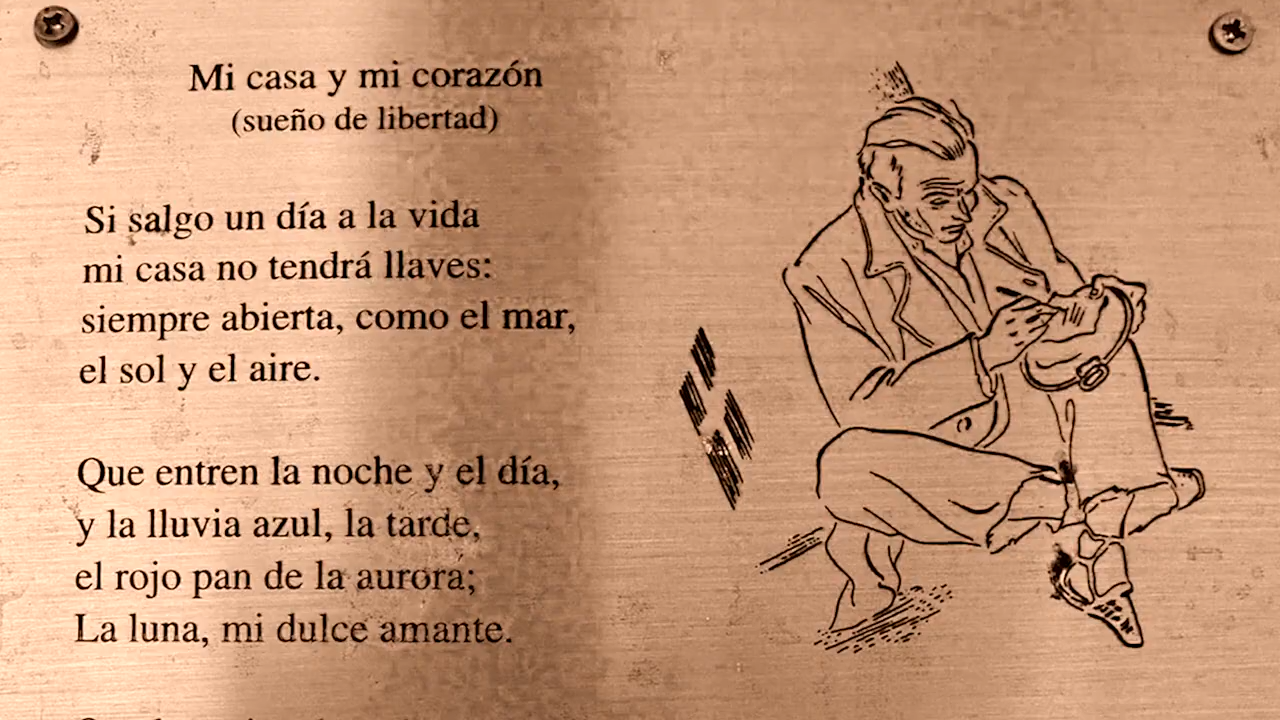 Mi casa y mi corazón
(sueño de libertad)
Si salgo un día a la vida
mi casa no tendrá llaves:
siempre abierta, como el mar,
el sol y el aire.
Que entren la noche y el día,
y la lluvia azul, la tarde,
el rojo pan de la aurora;
La luna, mi dulce amante.